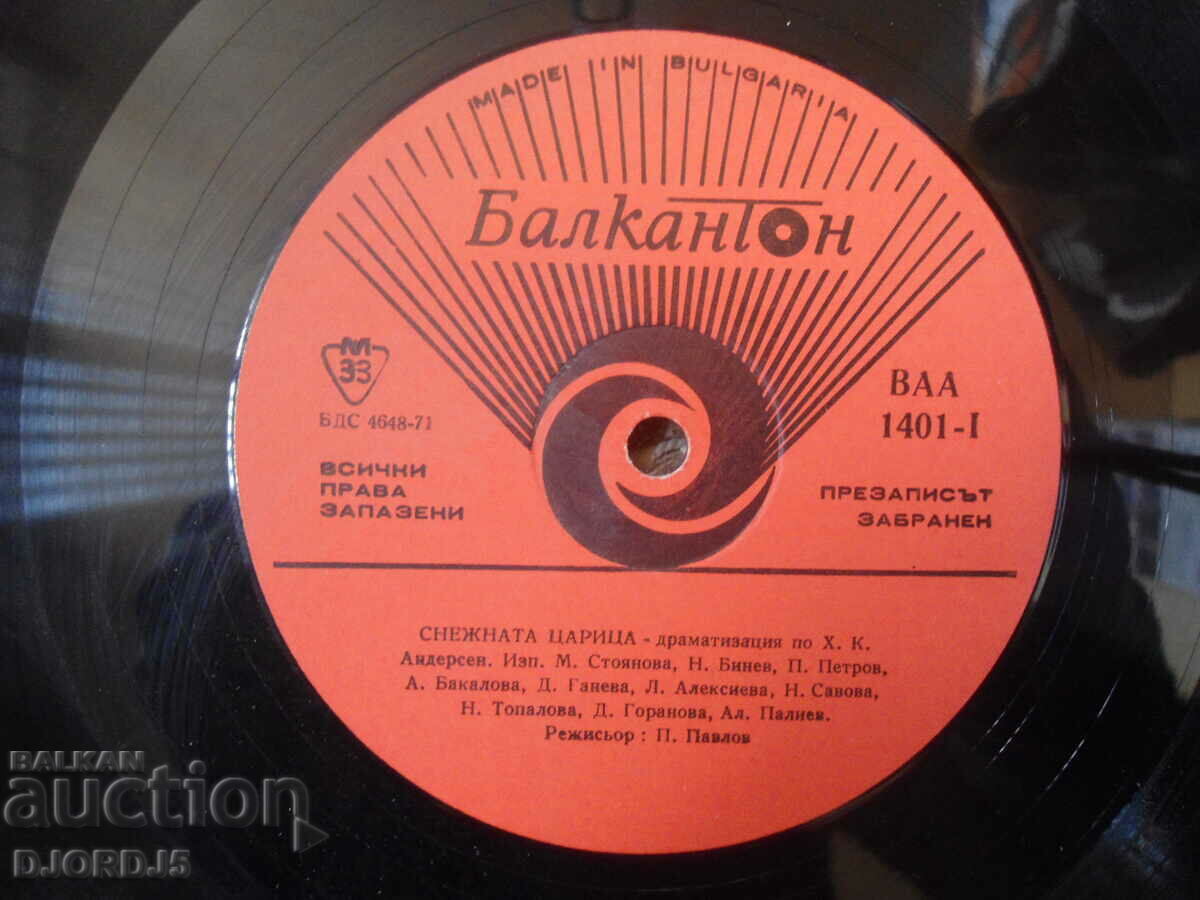 MADE IN BULGARIA
Балкантон
М
33
БДС 4648-71
ВАА
1401-I
ВСИЧКИ
ПРАВА
ЗАПАЗЕНИ
ПРЕЗАПИСЪТ
ЗАБРАНЕН
СНЕЖНАТА ЦАРИЦА - драматизация по Х. К.
Андерсен. Изп. М. Стоянова, Н. Бинев, П. Петров,
А. Бакалова, Д. Ганева, Л. Алексиева, Н. Савова,
Н. Топалова, Д. Горанова, Ал. Палиев.
Режисьор : П. Павлов
BALKAN
auction
DJORDJ5